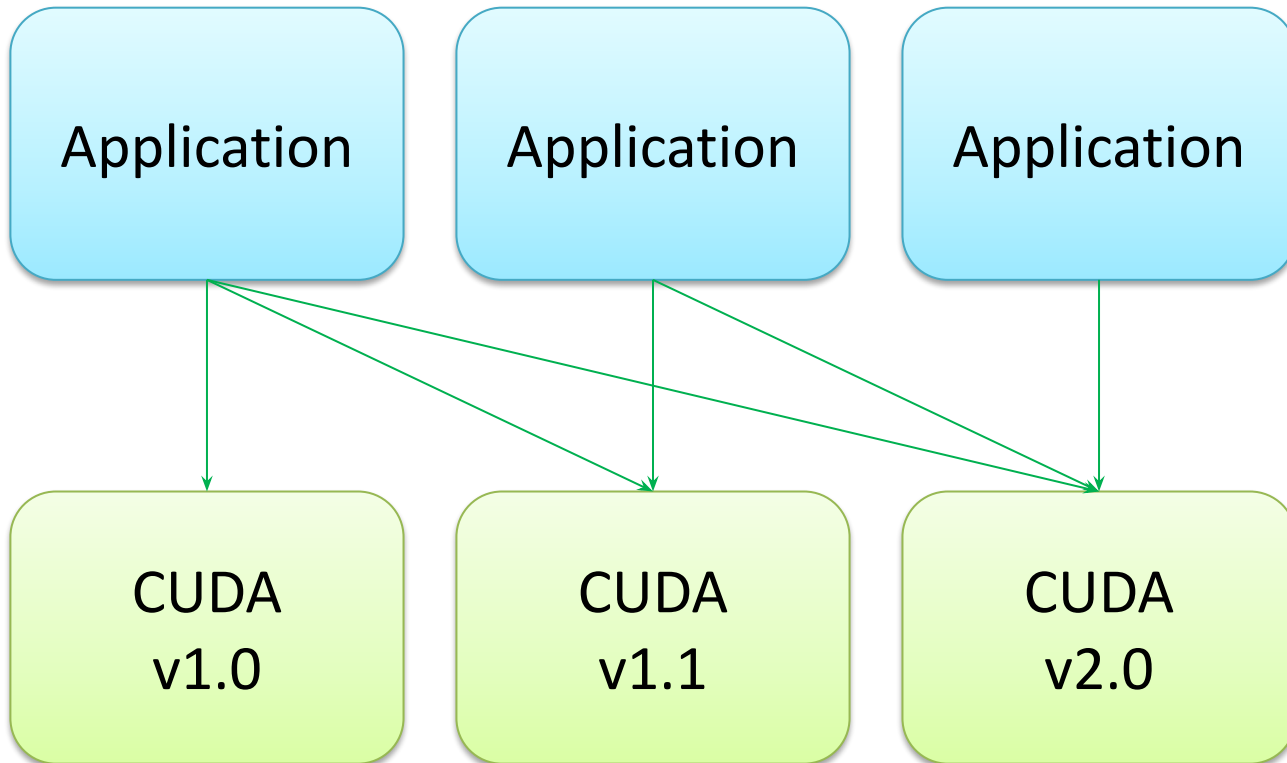 Application
Application
Application
CUDA
v1.0
CUDA
v1.1
CUDA
v2.0